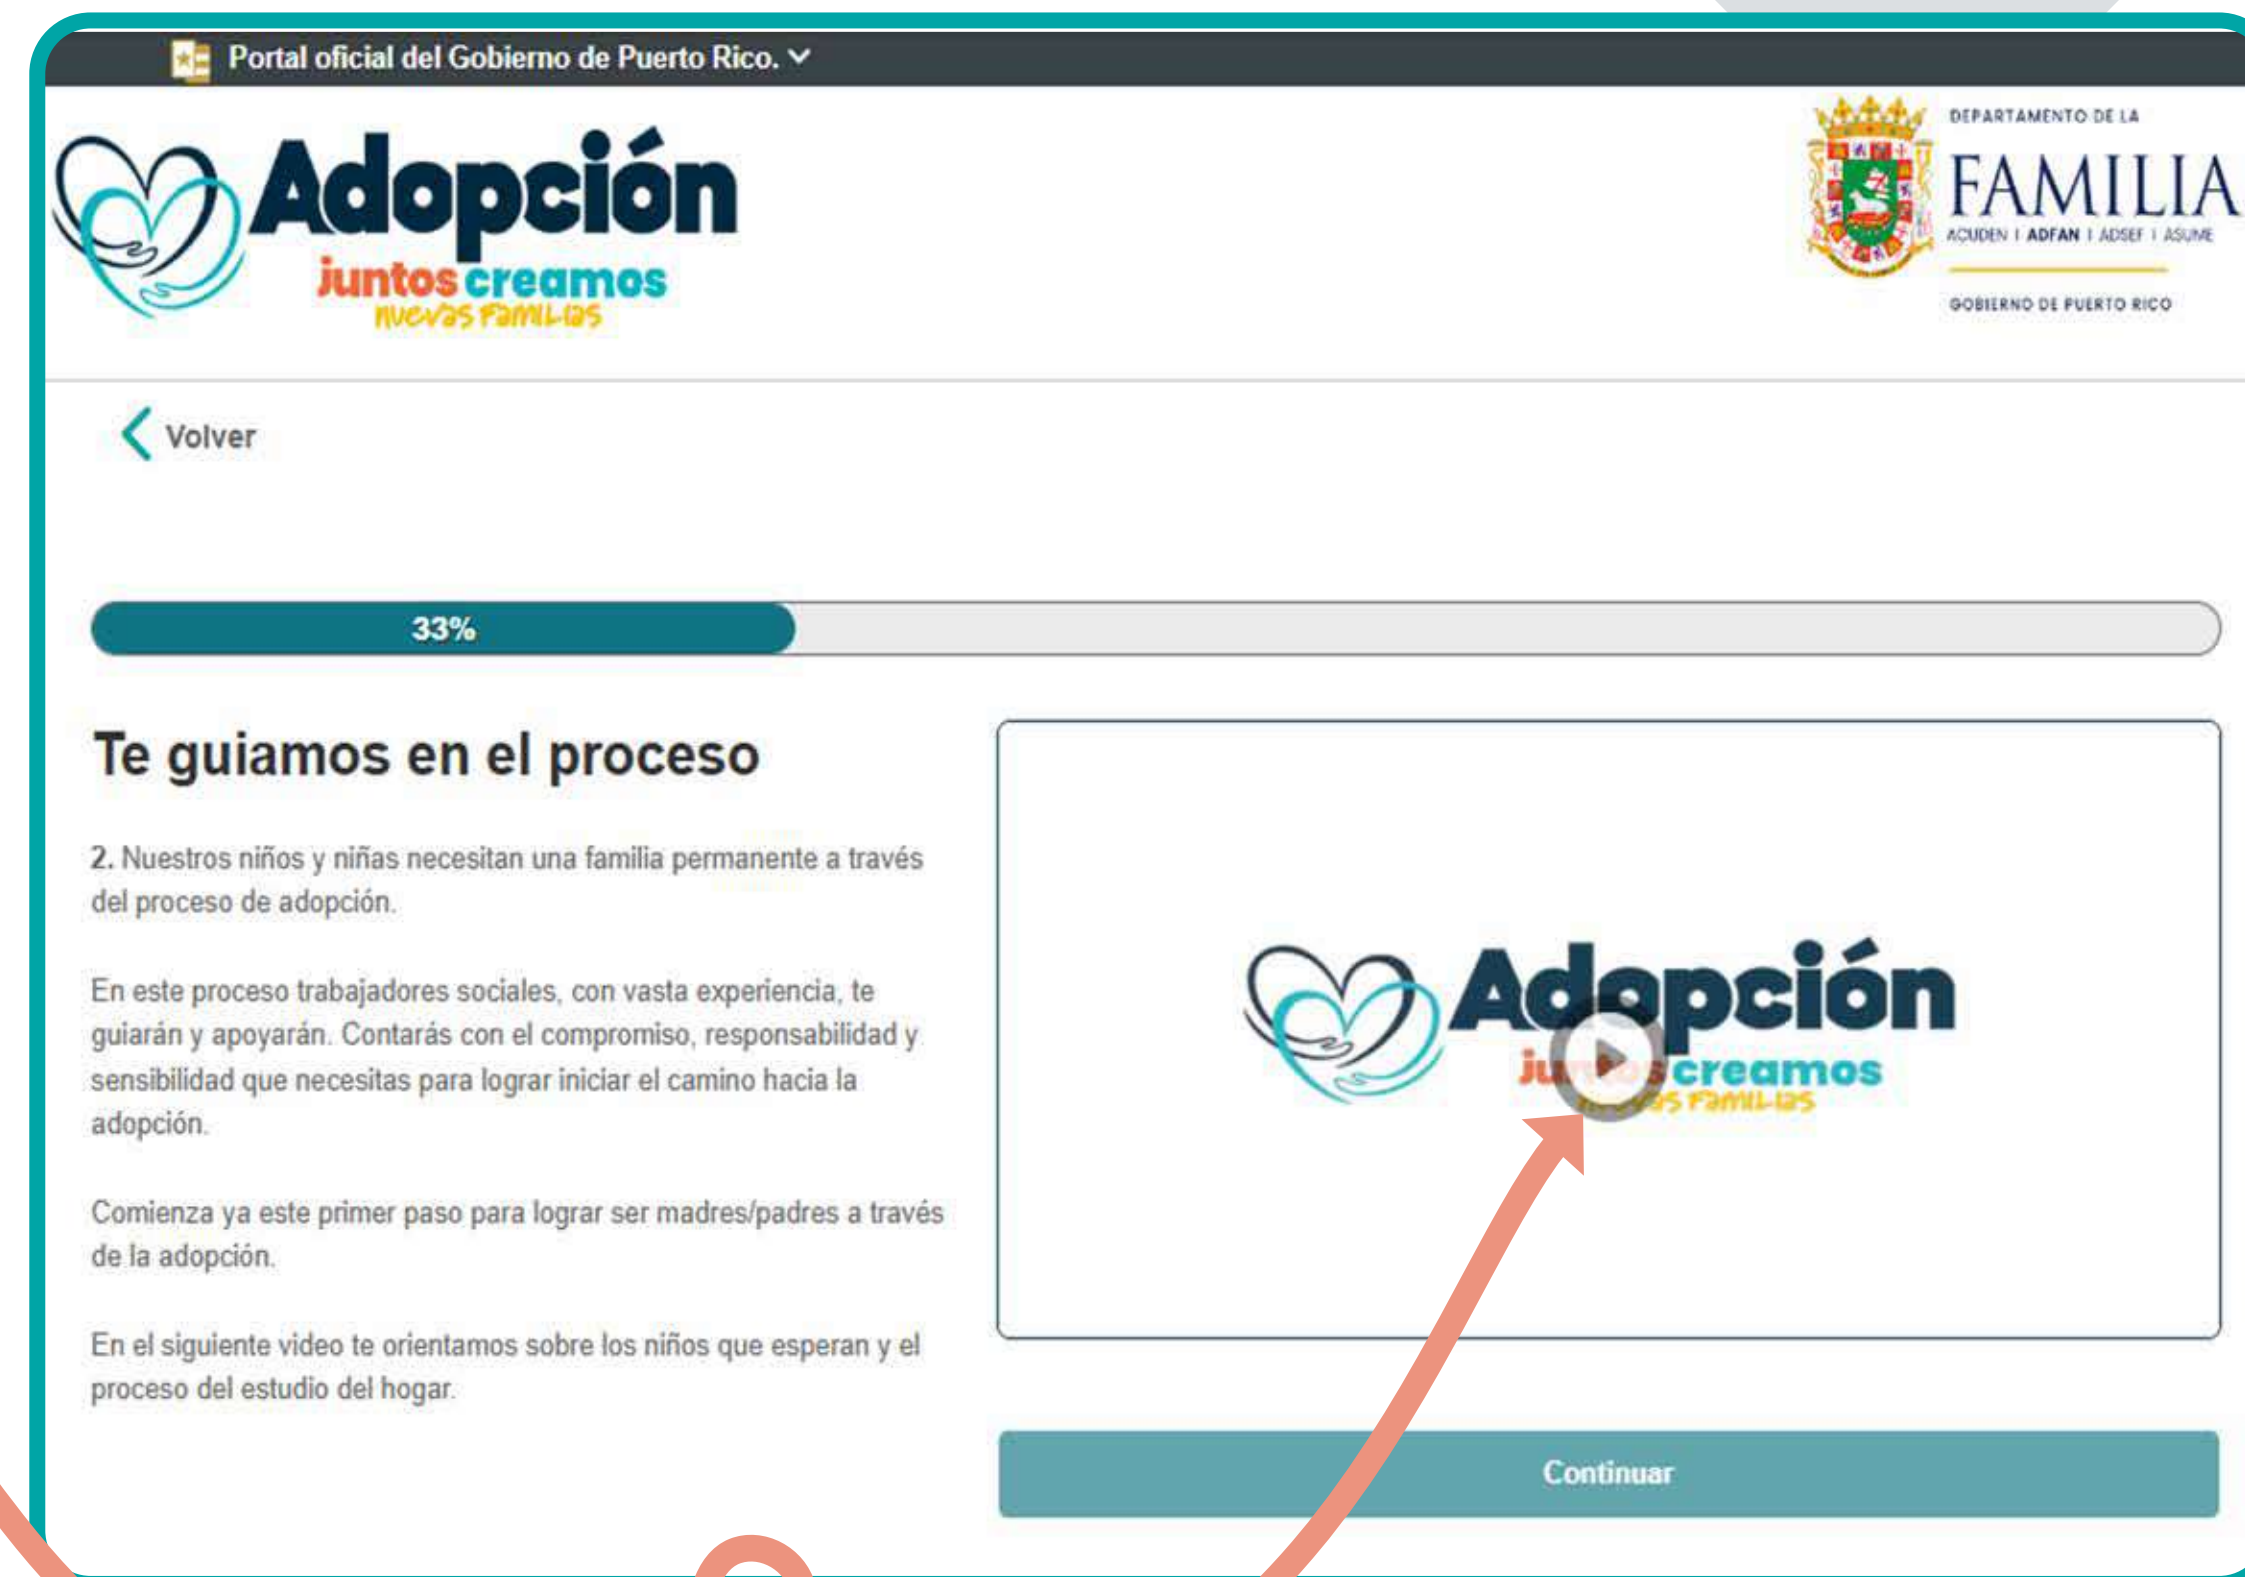 Portal oficial del Gobierno de Puerto Rico.
Adopción
juntos creamos
nuevas familias
DEPARTAMENTO DE LA
FAMILIA
ACUDEN | ADFAN | ADSEF | ASUME
GOBIERNO DE PUERTO RICO
Volver
33%
Te guiamos en el proceso
2. Nuestros niños y niñas necesitan una familia permanente a través
del proceso de adopción.
En este proceso trabajadores sociales, con vasta experiencia, te
guiarán y apoyarán. Contarás con el compromiso, responsabilidad y
sensibilidad que necesitas para lograr iniciar el camino hacia la
adopción.
Comienza ya este primer paso para lograr ser madres/padres a través
de la adopción.
En el siguiente video te orientamos sobre los niños que esperan y el
proceso del estudio del hogar.
Adopción
juntos creamos
nuevas familias
Continuar